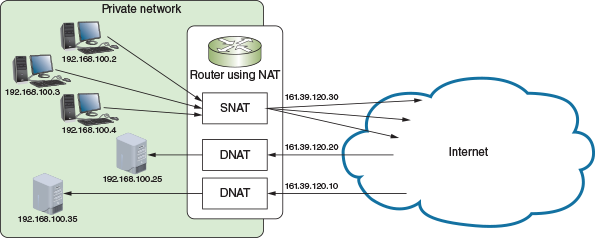 Private network
192.168.100.2
192.168.100.3
192.168.100.4
192.168.100.25
192.168.100.35
Router using NAT
SNAT
DNAT
DNAT
161.39.120.30
161.39.120.20
161.39.120.10
Internet